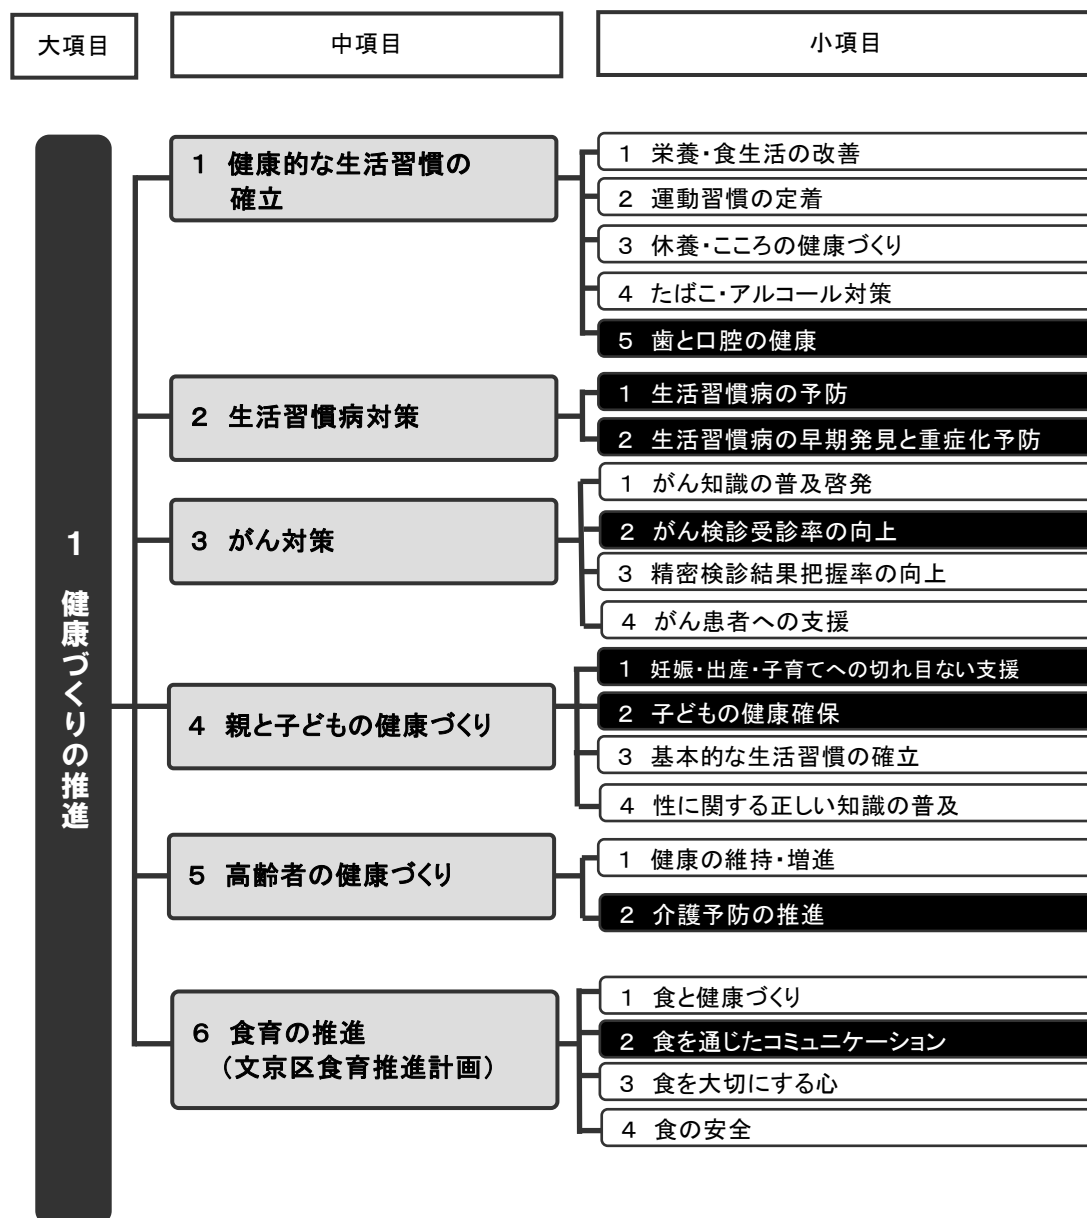 大項目
中項目
小項目
1 健康づくりの推進
1 健康的な生活習慣の
確立
1 栄養・食生活の改善
2 運動習慣の定着
3 休養・こころの健康づくり
4 たばこ・アルコール対策
5 歯と口腔の健康
2 生活習慣病対策
1 生活習慣病の予防
2 生活習慣病の早期発見と重症化予防
3 がん対策
1 がん知識の普及啓発
2 がん検診受診率の向上
3 精密検診結果把握率の向上
4 がん患者への支援
4 親と子どもの健康づくり
1 妊娠・出産・子育てへの切れ目ない支援
2 子どもの健康確保
3 基本的な生活習慣の確立
4 性に関する正しい知識の普及
5 高齢者の健康づくり
1 健康の維持・増進
2 介護予防の推進
6 食育の推進
（文京区食育推進計画）
1 食と健康づくり
2 食を通じたコミュニケーション
3 食を大切にする心
4 食の安全